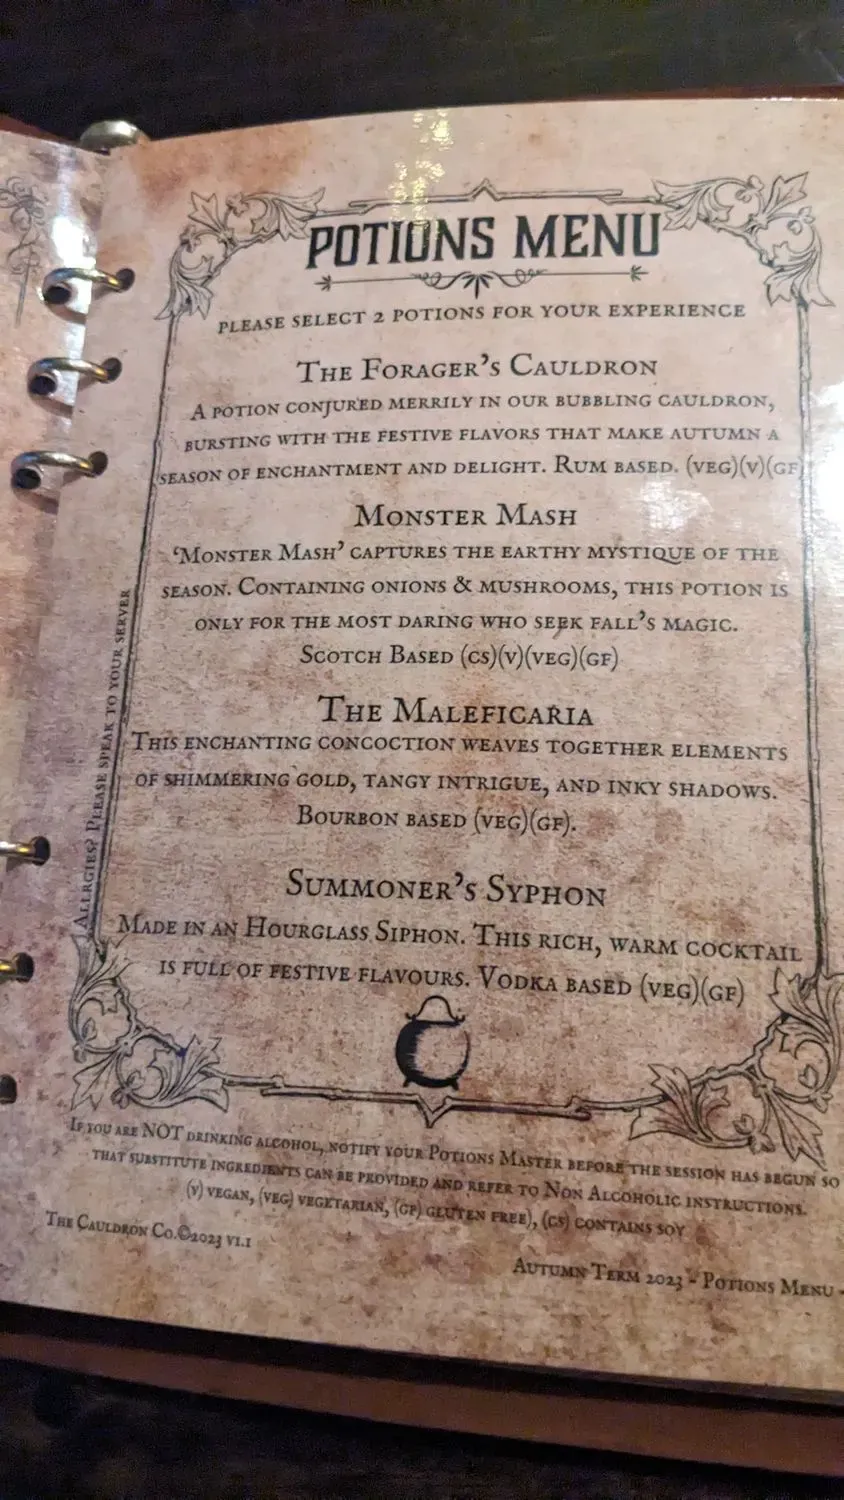 POTIONS MENU
PLEASE SELECT 2 POTIONS FOR YOUR EXPERIENCE
THE FORAGER'S CAULDRON
A POTION CONJURED MERRILY IN OUR BUBBLING CAULDRON,
BURSTING WITH THE FESTIVE FLAVORS THAT MAKE AUTUMN A
SEASON OF ENCHANTMENT AND DELIGHT. RUM BASED. (VEG)(V)(GF
MONSTER MASH
'MONSTER MASH' CAPTURES THE EARTHY MYSTIQUE OF THE
SEASON. CONTAINING ONIONS & MUSHROOMS, THIS POTION IS
ONLY FOR THE MOST DARING WHO SEEK FALL'S MAGIC.
SCOTCH BASED (CS)(V)(VEG)(GF)
THE MALEFICARIA
THIS ENCHANTING CONCOCTION WEAVES TOGETHER ELEMENTS
OF SHIMMERING GOLD, TANGY INTRIGUE, AND INKY SHADOWS.
BOURBON BASED (VEG)(GF).
SUMMONER'S SYPHON
MADE IN AN HOURGLASS SIPHON. THIS RICH, WARM COCKTAIL
IS FULL OF FESTIVE FLAVOURS. VODKA BASED (VEG)(GF)
ALLRGIES? PLEASE SPEAK TO YOUR SERVER
IF YOU ARE NOT DRINKING ALCOHOL, NOTIFY YOUR POTIONS MASTER BEFORE THE SESSION HAS BEGUN SO
THAT SUBSTITUTE INGREDIENTS CAN BE PROVIDED AND REFER TO NON ALCOHOLIC INSTRUCTIONS.
(V) VEGAN, (VEG) VEGETARIAN, (GF) GLUTEN FREE), (CS) CONTAINS SOY
THE CAULDRON CO.©2023 V1.1
AUTUMN TERM 2023 - POTIONS MENU -